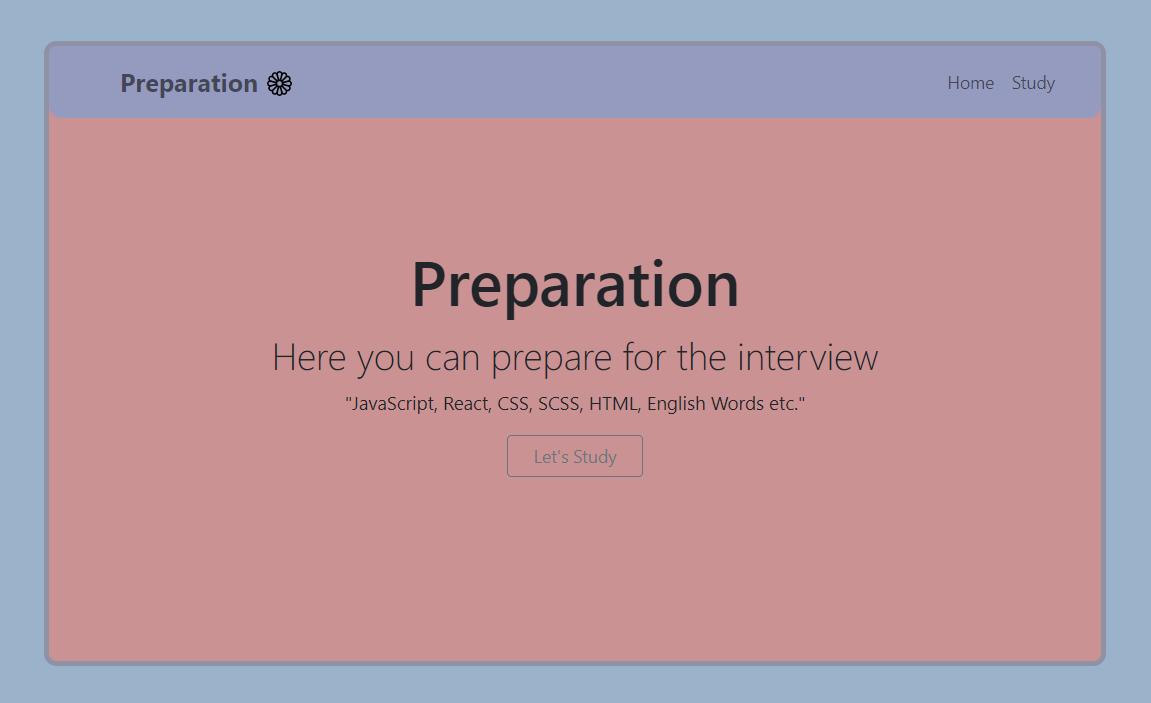 Preparation
Home Study
Preparation
Here you can prepare for the interview
"JavaScript, React, CSS, SCSS, HTML, English Words etc."
Let's Study